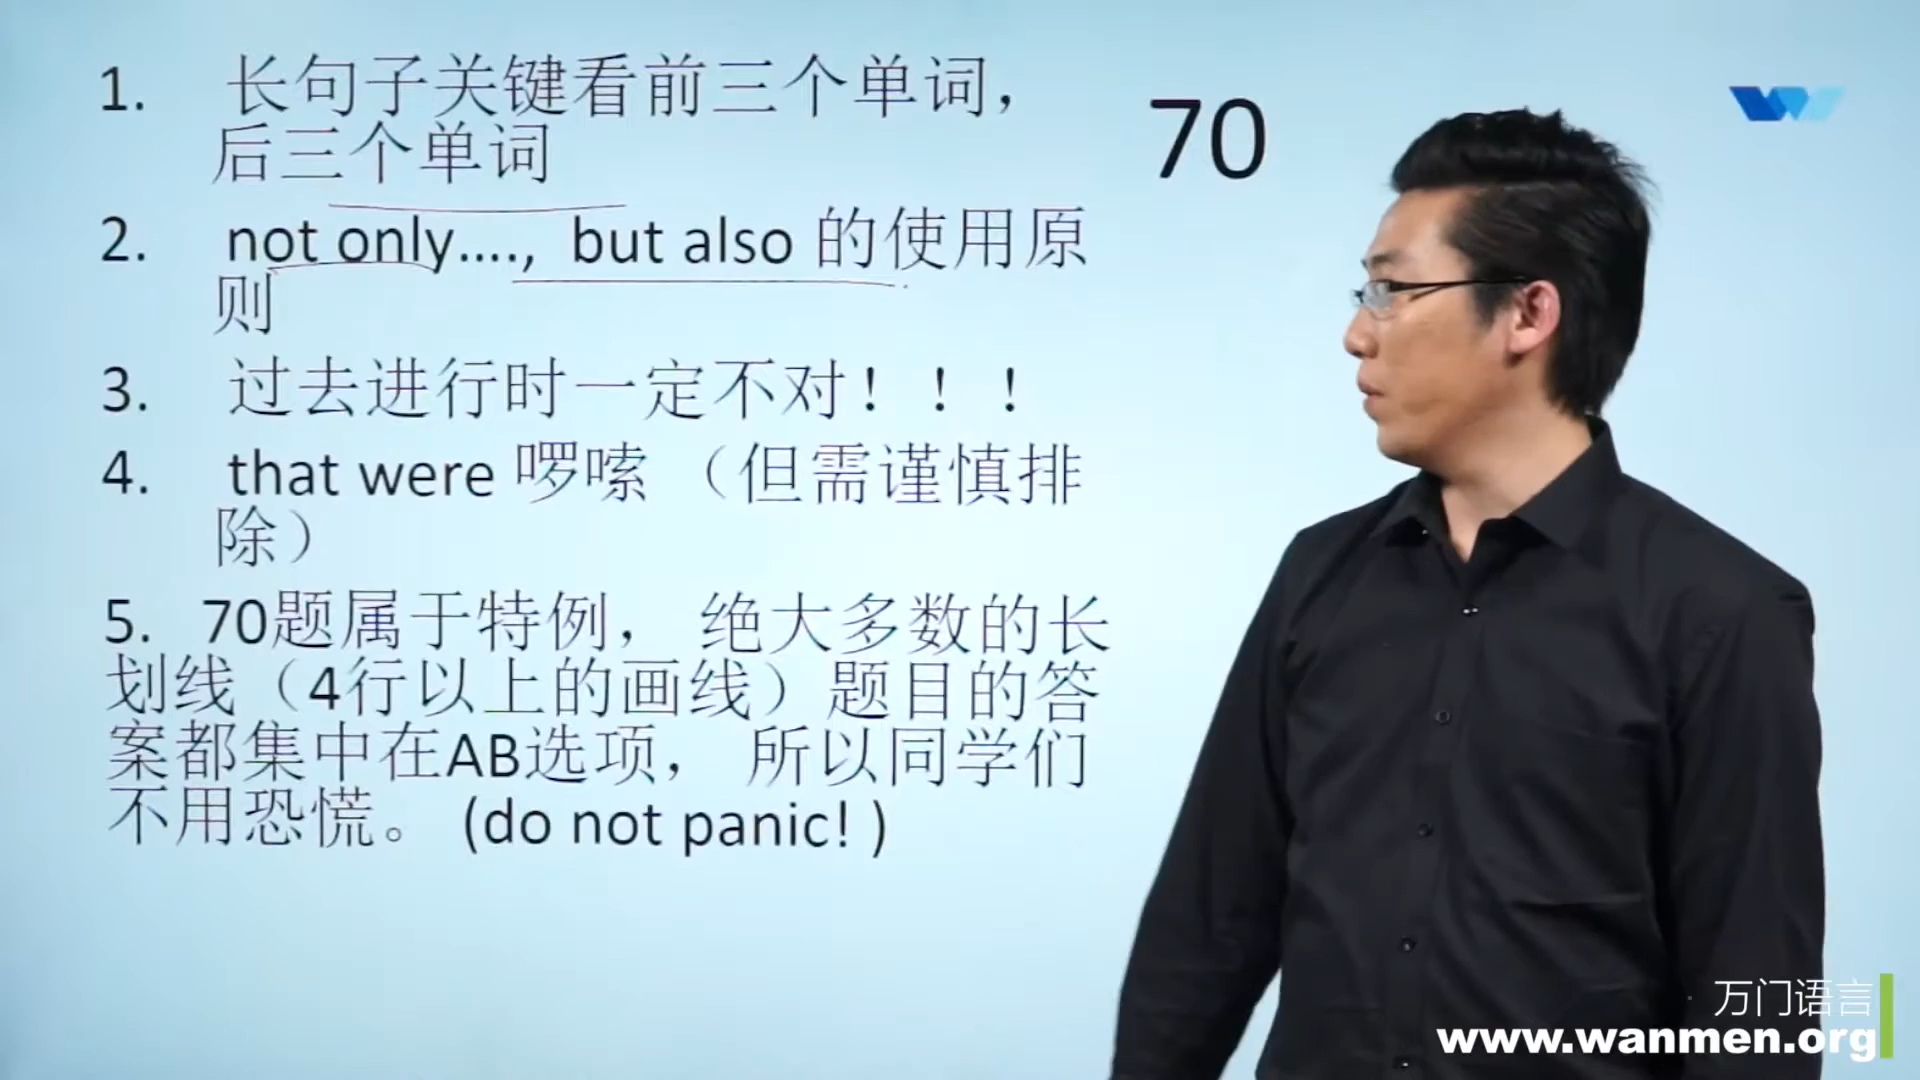 1. 长句子关键看前三个单词，
后三个单词
70
2. not only...., but also 的使用原
则
3. 过去进行时一定不对！！！
4. that were 啰嗦 （但需谨慎排
除）
5. 70题属于特例， 绝大多数的长
划线（4行以上的画线）题目的答
案都集中在AB选项， 所以同学们
不用恐慌。 (do not panic! )
万门语言
www.wanmen.org